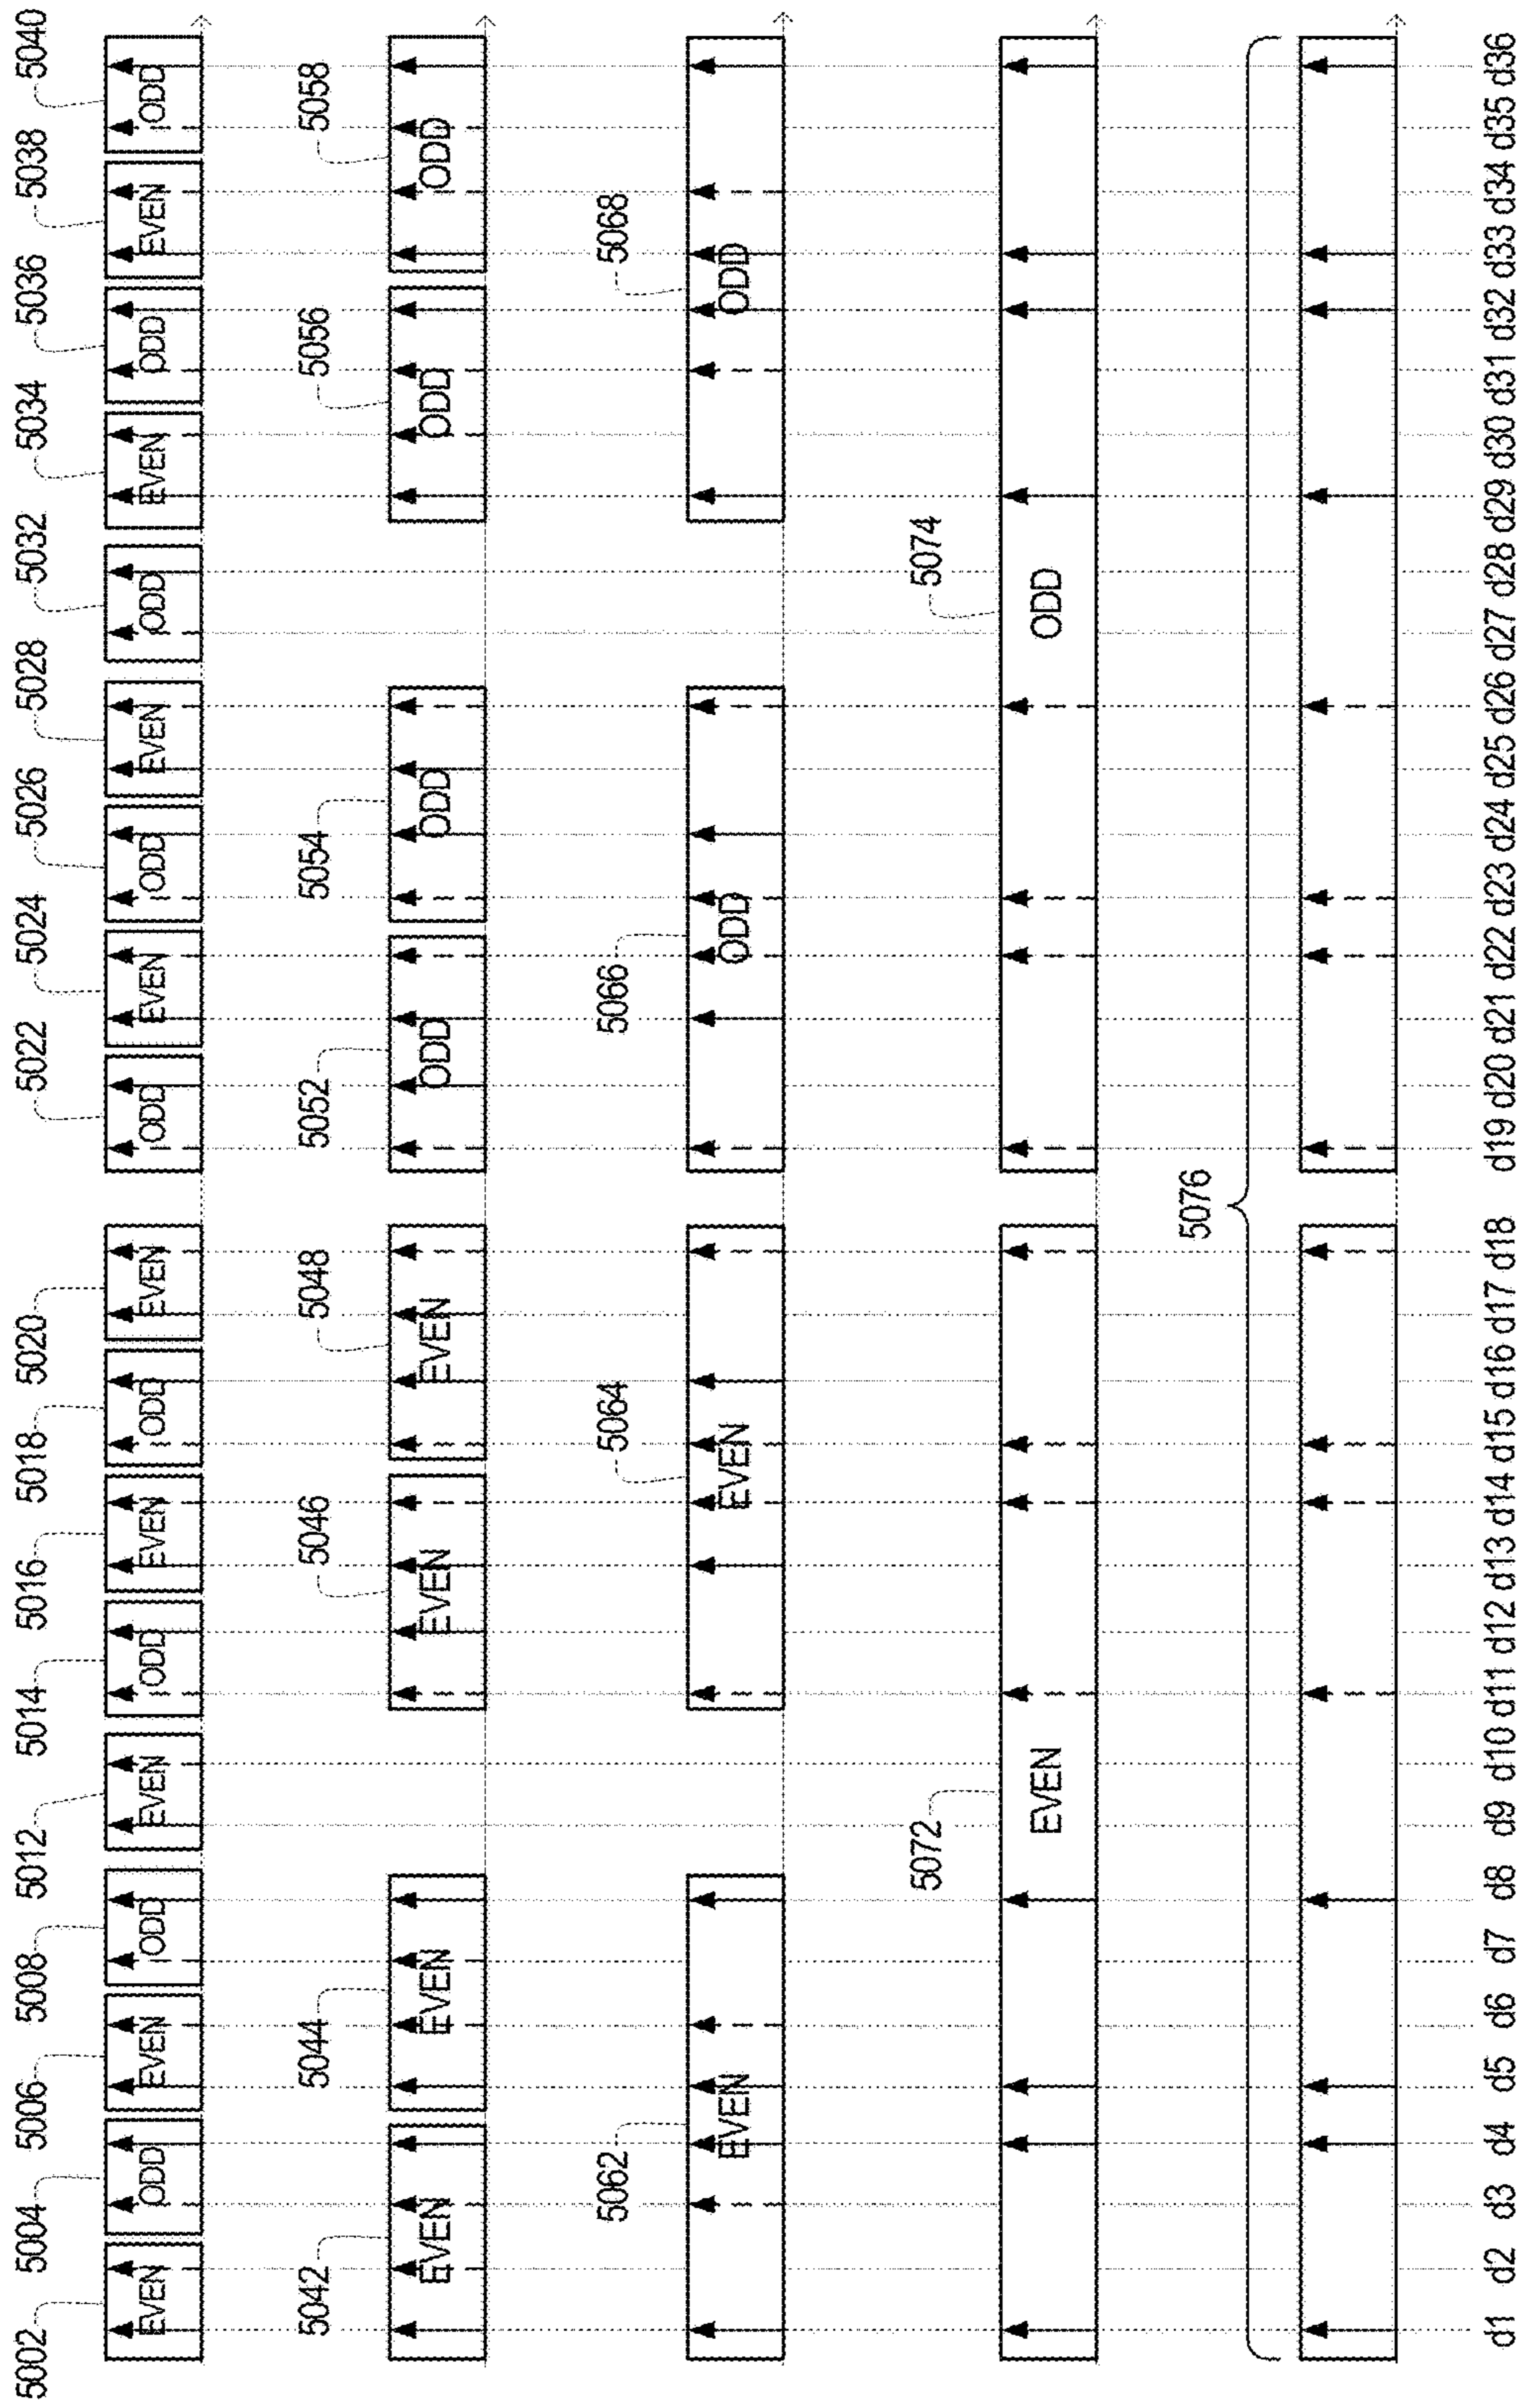 5002 5004 5006 5008 5012 5014 5016 5018 5020 5022 5024 5026 5028 5032 5034 5036 5038 5040
EVEN ODD EVEN ODD EVEN ODD EVEN ODD EVEN ODD EVEN ODD EVEN ODD EVEN ODD EVEN ODD
5042 5044 5046 5048 5052 5054 5056 5058
EVEN EVEN EVEN EVEN ODD ODD ODD ODD
5062 5064 5066 5068
EVEN EVEN ODD ODD
5072 5074
EVEN ODD
5076
d1 d2 d3 d4 d5 d6 d7 d8 d9 d10 d11 d12 d13 d14 d15 d16 d17 d18 d19 d20 d21 d22 d23 d24 d25 d26 d27 d28 d29 d30 d31 d32 d33 d34 d35 d36